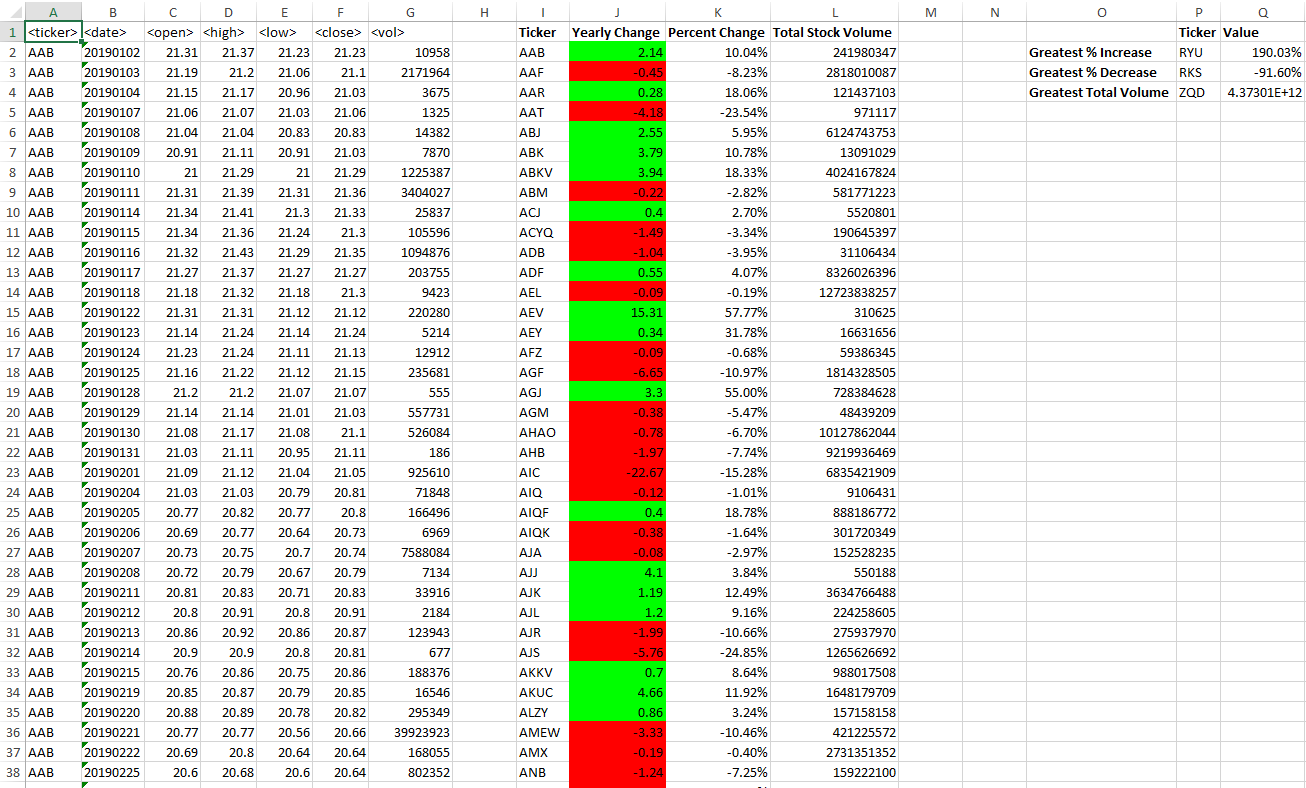 A B C D E F G H I J K L M N O P Q
1 <ticker> <date> <open> <high> <low> <close> <vol> Ticker Yearly Change Percent Change Total Stock Volume Ticker Value
2 AAB 20190102 21.31 21.37 21.23 21.23 10958 AAB 2.14 10.04% 241980347 Greatest % Increase RYU 190.03%
3 AAB 20190103 21.19 21.2 21.06 21.1 2171964 AAF -0.45 -8.23% 2818010087 Greatest % Decrease RKS -91.60%
4 AAB 20190104 21.15 21.17 20.96 21.03 3675 AAR 0.28 18.06% 121437103 Greatest Total Volume ZQD 4.37301E+12
5 AAB 20190107 21.06 21.07 21.03 21.06 1325 AAT -4.18 -23.54% 971117
6 AAB 20190108 21.04 21.04 20.83 20.83 14382 ABJ 2.55 5.95% 6124743753
7 AAB 20190109 20.91 21.11 20.91 21.03 7870 ABK 3.79 10.78% 13091029
8 AAB 20190110 21 21.29 21 21.29 1225387 ABKV 3.94 18.33% 4024167824
9 AAB 20190111 21.31 21.39 21.31 21.36 3404027 ABM -0.22 -2.82% 581771223
10 AAB 20190114 21.34 21.41 21.3 21.33 25837 ACJ 0.4 2.70% 5520801
11 AAB 20190115 21.34 21.36 21.24 21.3 105596 ACYQ -1.49 -3.34% 190645397
12 AAB 20190116 21.32 21.43 21.29 21.35 1094876 ADB -1.04 -3.95% 31106434
13 AAB 20190117 21.27 21.37 21.27 21.27 203755 ADF 0.55 4.07% 8326026396
14 AAB 20190118 21.18 21.32 21.18 21.3 9423 AEL -0.09 -0.19% 12723838257
15 AAB 20190122 21.31 21.31 21.12 21.12 220280 AEV 15.31 57.77% 310625
16 AAB 20190123 21.14 21.24 21.14 21.24 5214 AEY 0.34 31.78% 16631656
17 AAB 20190124 21.23 21.24 21.11 21.13 12912 AFZ -0.09 -0.68% 59386345
18 AAB 20190125 21.16 21.22 21.12 21.15 235681 AGF -6.65 -10.97% 1814328505
19 AAB 20190128 21.2 21.2 21.07 21.07 555 AGJ 3.3 55.00% 728384628
20 AAB 20190129 21.14 21.14 21.01 21.03 557731 AGM -0.38 -5.47% 48439209
21 AAB 20190130 21.08 21.17 21.08 21.1 526084 AHAO -0.78 -6.70% 10127862044
22 AAB 20190131 21.03 21.11 20.95 21.11 186 AHB -1.97 -7.74% 9219936469
23 AAB 20190201 21.09 21.12 21.04 21.05 925610 AIC -22.67 -15.28% 6835421909
24 AAB 20190204 21.03 21.03 20.79 20.81 71848 AIQ -0.12 -1.01% 9106431
25 AAB 20190205 20.77 20.82 20.77 20.8 166496 AIQF 0.4 18.78% 888186772
26 AAB 20190206 20.69 20.77 20.64 20.73 6969 AIQK -0.38 -1.64% 301720349
27 AAB 20190207 20.73 20.75 20.7 20.74 7588084 AJA -0.08 -2.97% 152528235
28 AAB 20190208 20.72 20.79 20.67 20.79 7134 AJJ 4.1 3.84% 550188
29 AAB 20190211 20.81 20.83 20.71 20.83 33916 AJK 1.19 12.49% 3634766488
30 AAB 20190212 20.8 20.91 20.8 20.91 2184 AJL 1.2 9.16% 224258605
31 AAB 20190213 20.86 20.92 20.86 20.87 123943 AJR -1.99 -10.66% 275937970
32 AAB 20190214 20.9 20.9 20.8 20.81 677 AJS -5.76 -24.85% 1265626692
33 AAB 20190215 20.76 20.86 20.75 20.86 188376 AKKV 0.7 8.64% 988017508
34 AAB 20190219 20.85 20.87 20.79 20.85 16546 AKUC 4.66 11.92% 1648179709
35 AAB 20190220 20.88 20.89 20.78 20.82 295349 ALZY 0.86 3.24% 157158158
36 AAB 20190221 20.77 20.77 20.56 20.66 39923923 AMEW -3.33 -10.46% 421225572
37 AAB 20190222 20.69 20.8 20.64 20.64 168055 AMX -0.19 -0.40% 2731351352
38 AAB 20190225 20.6 20.68 20.6 20.64 802352 ANB -1.24 -7.25% 159222100